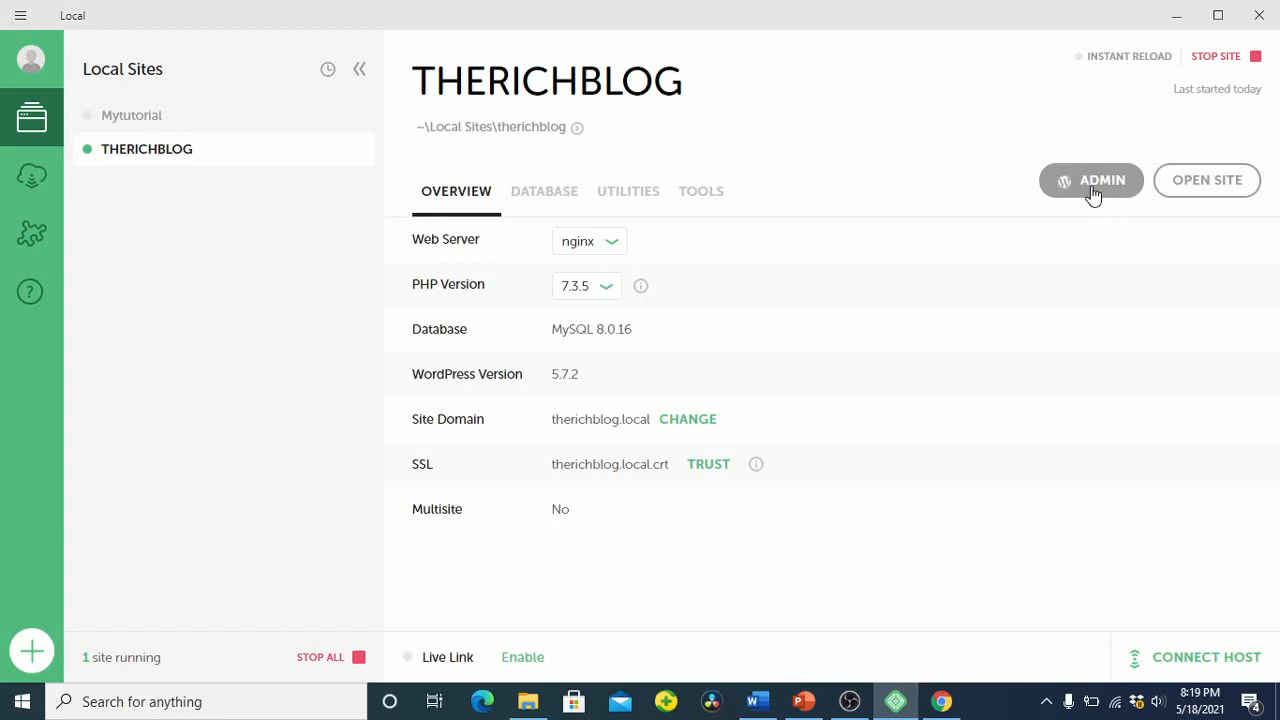 Local
Local Sites
Mytutorial
THERICHBLOG
THERICHBLOG
~\Local Sites\therichblog
INSTANT RELOAD
STOP SITE
Last started today
ADMIN
OPEN SITE
OVERVIEW
DATABASE
UTILITIES
TOOLS
Web Server
nginx
PHP Version
7.3.5
Database
MySQL 8.0.16
WordPress Version
5.7.2
Site Domain
therichblog.local
CHANGE
SSL
therichblog.local.crt
TRUST
Multisite
No
1 site running
STOP ALL
Live Link
Enable
CONNECT HOST
Search for anything
8:19 PM
5/18/2021
4